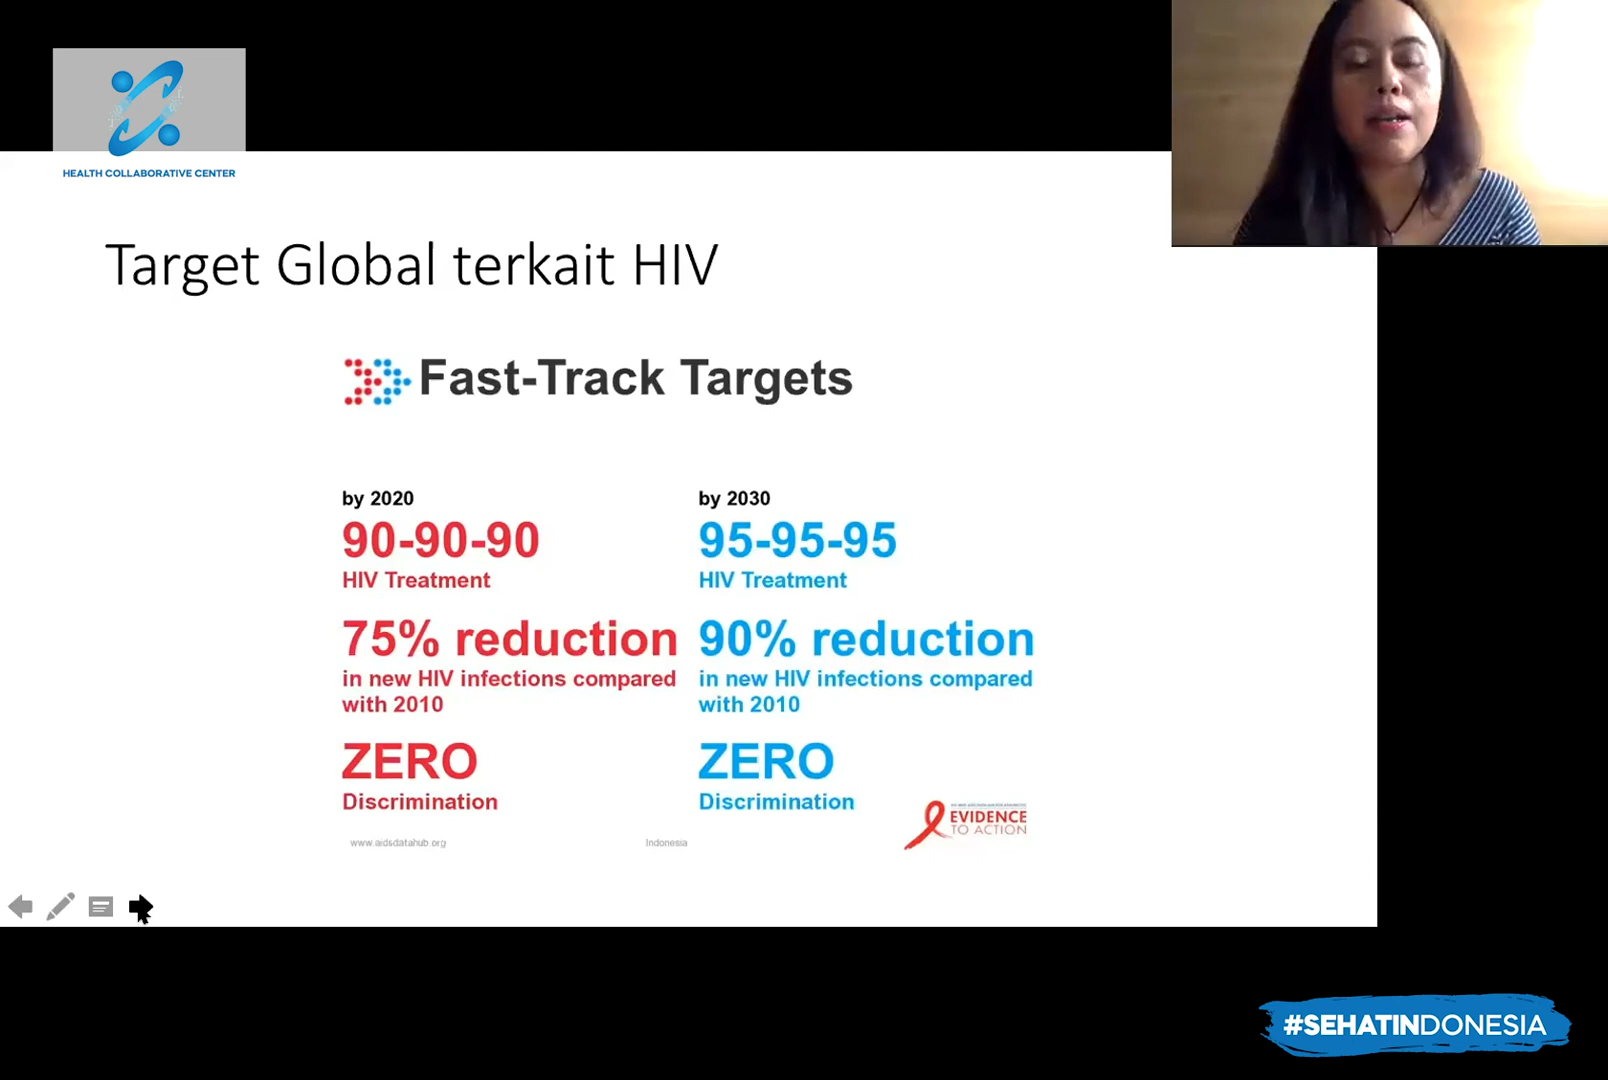 HEALTH COLLABORATIVE CENTER
Target Global terkait HIV
Fast-Track Targets
by 2020
90-90-90
HIV Treatment
75% reduction
in new HIV infections compared
with 2010
ZERO
Discrimination
by 2030
95-95-95
HIV Treatment
90% reduction
in new HIV infections compared
with 2010
ZERO
Discrimination
EVIDENCE
TO ACTION
www.aidsdatahub.org
Indonesia
#SEHATINDONESIA